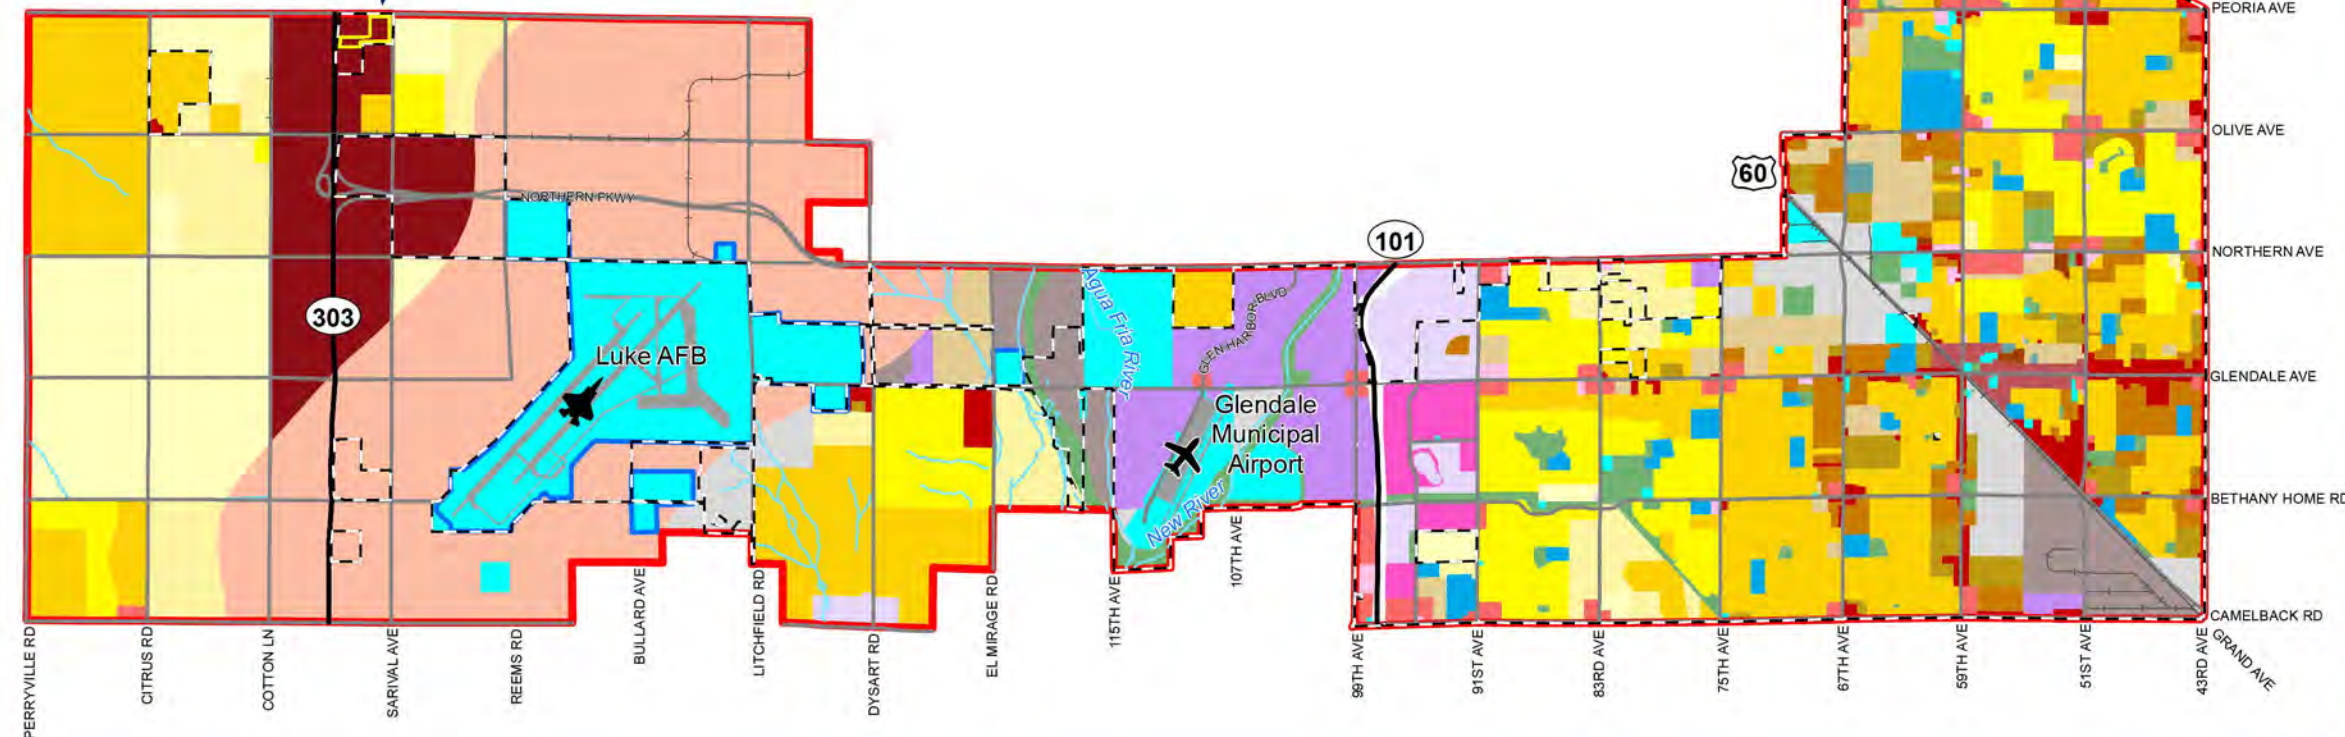 PEORIA AVE
OLIVE AVE
60
NORTHERN PKWY
101
NORTHERN AVE
303
Luke AFB
Agua Fria River
GLEN HARBOR BLVD
GLENDALE AVE
Glendale
Municipal
Airport
New River
BETHANY HOME RD
107TH AVE
CAMELBACK RD
PERRYVILLE RD
CITRUS RD
COTTON LN
SARIVAL AVE
REEMS RD
BULLARD AVE
LITCHFIELD RD
DYSART RD
EL MIRAGE RD
115TH AVE
99TH AVE
91ST AVE
83RD AVE
75TH AVE
67TH AVE
59TH AVE
51ST AVE
43RD AVE
GRAND AVE